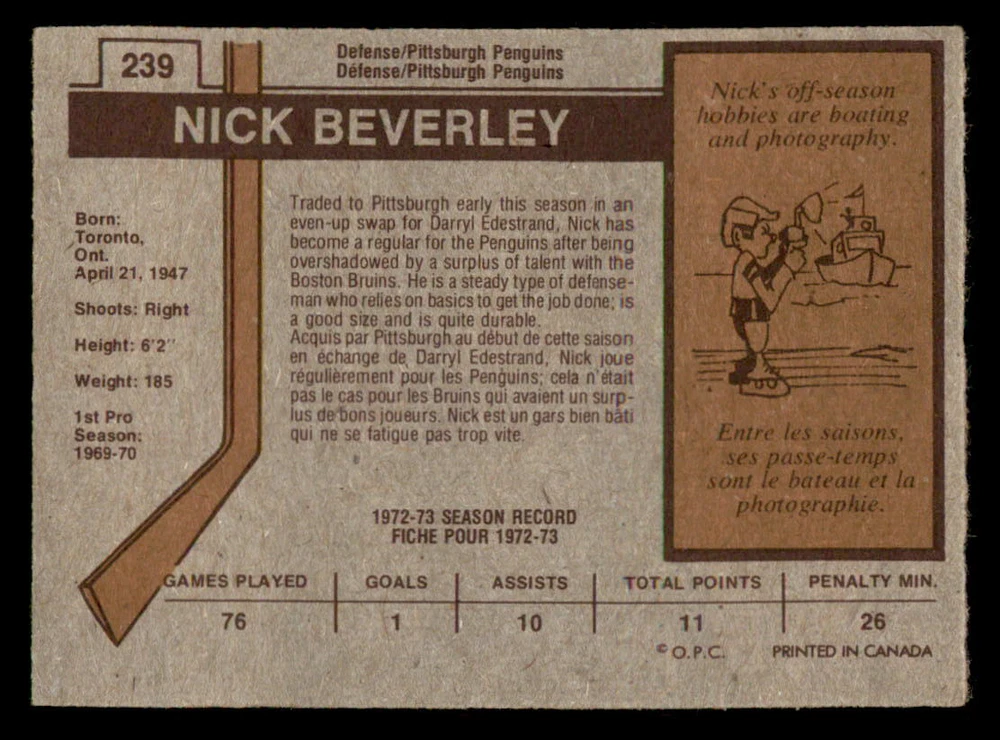 239
Defense/Pittsburgh Penguins
Défense/Pittsburgh Penguins
NICK BEVERLEY
Born:
Toronto,
Ont.
April 21, 1947
Shoots: Right
Height: 6'2"
Weight: 185
1st Pro
Season:
1969-70
Traded to Pittsburgh early this season in an
even-up swap for Darryl Edestrand, Nick has
become a regular for the Penguins after being
overshadowed by a surplus of talent with the
Boston Bruins. He is a steady type of defense-
man who relies on basics to get the job done; is
a good size and is quite durable.
Acquis par Pittsburgh au début de cette saison
en échange de Darryl Edestrand, Nick joue
régulièrement pour les Penguins; cela n'était
pas le cas pour les Bruins qui avaient un surp-
lus de bons joueurs. Nick est un gars bien bâti
qui ne se fatigue pas trop vite.
Nick's off-season
hobbies are boating
and photography.
Entre les saisons,
ses passe-temps
sont le bateau et la
photographie.
1972-73 SEASON RECORD
FICHE POUR 1972-73
GAMES PLAYED GOALS ASSISTS TOTAL POINTS PENALTY MIN.
76 1 10 11 26
© O.P.C. PRINTED IN CANADA